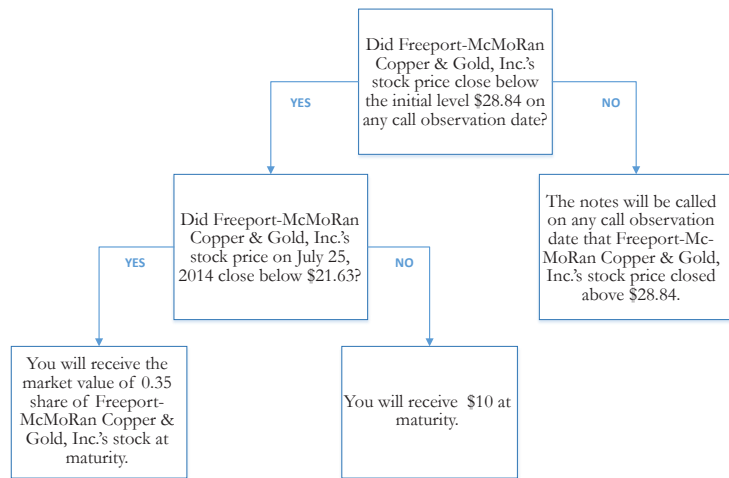 Did Freeport-McMoRan
Copper & Gold, Inc.'s
stock price close below
the initial level $28.84 on
any call observation date?
YES
NO
Did Freeport-McMoRan
Copper & Gold, Inc.'s
stock price on July 25,
2014 close below $21.63?
The notes will be called
on any call observation
date that Freeport-Mc-
MoRan Copper & Gold,
Inc.'s stock price closed
above $28.84.
YES
NO
You will receive the
market value of 0.35
share of Freeport-
McMoRan Copper &
Gold, Inc.'s stock at
maturity.
You will receive $10 at
maturity.